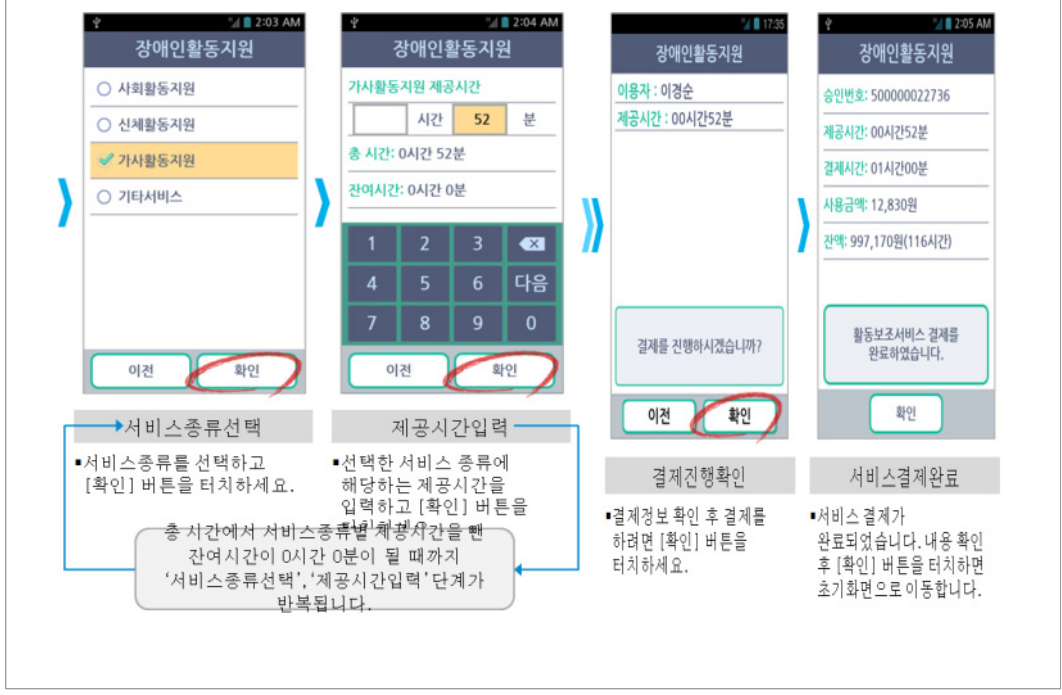 2:03 AM
장애인활동지원
사회활동지원
신체활동지원
가사활동지원
기타서비스
이전
확인
서비스종류선택
▪서비스종류를 선택하고
[확인] 버튼을 터치하세요.
2:04 AM
장애인활동지원
가사활동지원 제공시간
시간 52 분
총 시간: 0시간 52분
잔여시간: 0시간 0분
1 2 3
4 5 6 다음
7 8 9 0
이전
확인
제공시간입력
▪선택한 서비스 종류에
해당하는 제공시간을
입력하고 [확인] 버튼을
총 시간에서 서비스종류별 제공시간을 뺀
잔여시간이 0시간 0분이 될 때까지
‘서비스종류선택’,‘제공시간입력’단계가
반복됩니다.
17:35
장애인활동지원
이용자 : 이경순
제공시간 : 00시간52분
결제를 진행하시겠습니까?
이전
확인
결제진행확인
▪결제정보 확인 후 결제를
하려면 [확인] 버튼을
터치하세요.
2:05 AM
장애인활동지원
승인번호: 500000022736
제공시간: 00시간52분
결제시간: 01시간00분
사용금액: 12,830원
잔액: 997,170원(116시간)
활동보조서비스 결제를
완료하였습니다.
확인
서비스결제완료
▪서비스 결제가
완료되었습니다. 내용 확인
후 [확인] 버튼을 터치하면
초기화면으로 이동합니다.